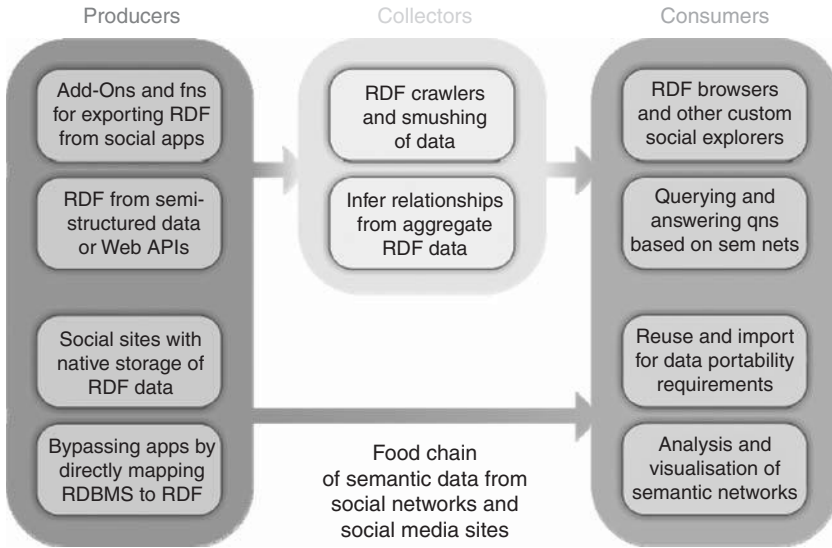 Producers
Collectors
Consumers
Add-Ons and fns
for exporting RDF
from social apps
RDF from semi-
structured data
or Web APIs
Social sites with
native storage of
RDF data
Bypassing apps by
directly mapping
RDBMS to RDF
RDF crawlers
and smushing
of data
Infer relationships
from aggregate
RDF data
RDF browsers
and other custom
social explorers
Querying and
answering qns
based on sem nets
Reuse and import
for data portability
requirements
Analysis and
visualisation of
semantic networks
Food chain
of semantic data from
social networks and
social media sites